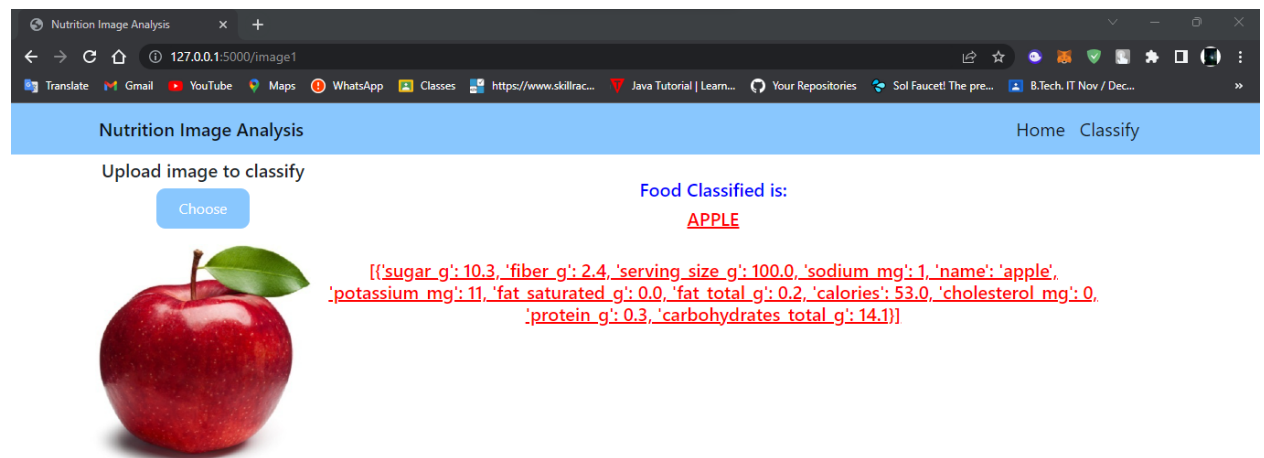 Nutrition Image Analysis
127.0.0.1:5000/image1
Translate Gmail YouTube Maps WhatsApp Classes https://www.skillrac... Java Tutorial | Learn... Your Repositories Sol Faucet! The pre... B.Tech. IT Nov / Dec... »
Nutrition Image Analysis Home Classify
Upload image to classify
Choose
Food Classified is:
APPLE
[{'sugar_g': 10.3, 'fiber_g': 2.4, 'serving_size_g': 100.0, 'sodium_mg': 1, 'name': 'apple',
'potassium_mg': 11, 'fat_saturated_g': 0.0, 'fat_total_g': 0.2, 'calories': 53.0, 'cholesterol_mg': 0,
'protein_g': 0.3, 'carbohydrates_total_g': 14.1}]